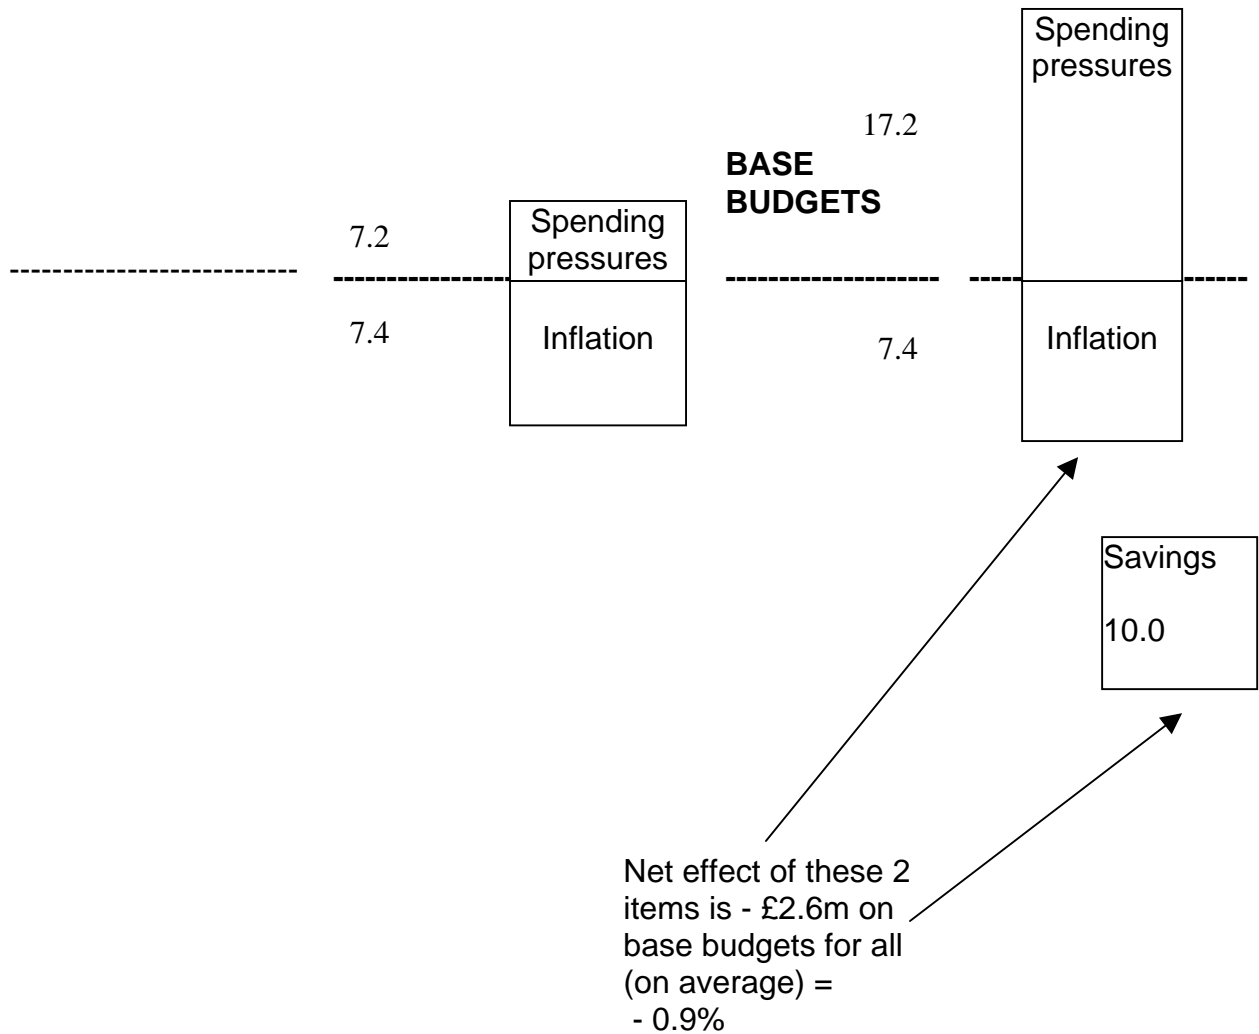 Spending
pressures
17.2
BASE
BUDGETS
Spending
pressures
7.2
7.4
Inflation
7.4
Inflation
Savings
10.0
Net effect of these 2
items is - £2.6m on
base budgets for all
(on average) =
- 0.9%